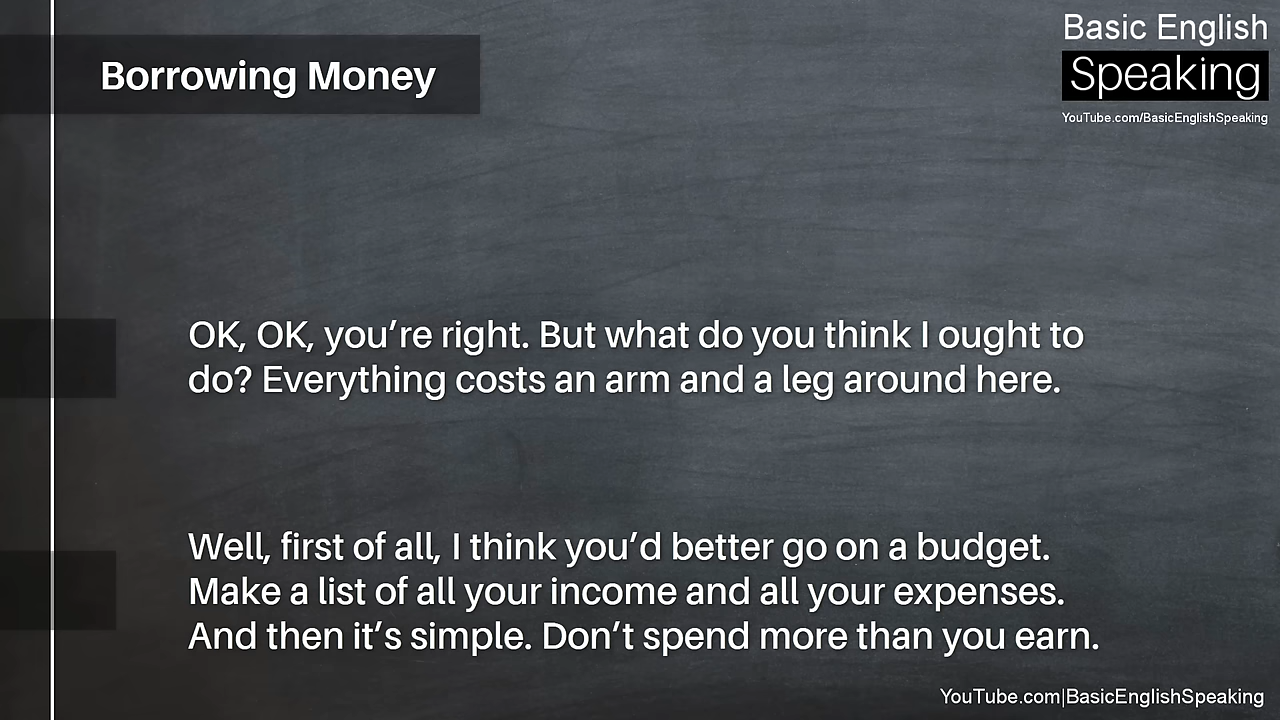 Basic English
Speaking
YouTube.com/BasicEnglishSpeaking
Borrowing Money
OK, OK, you’re right. But what do you think I ought to
do? Everything costs an arm and a leg around here.
Well, first of all, I think you’d better go on a budget.
Make a list of all your income and all your expenses.
And then it’s simple. Don’t spend more than you earn.
YouTube.com|BasicEnglishSpeaking